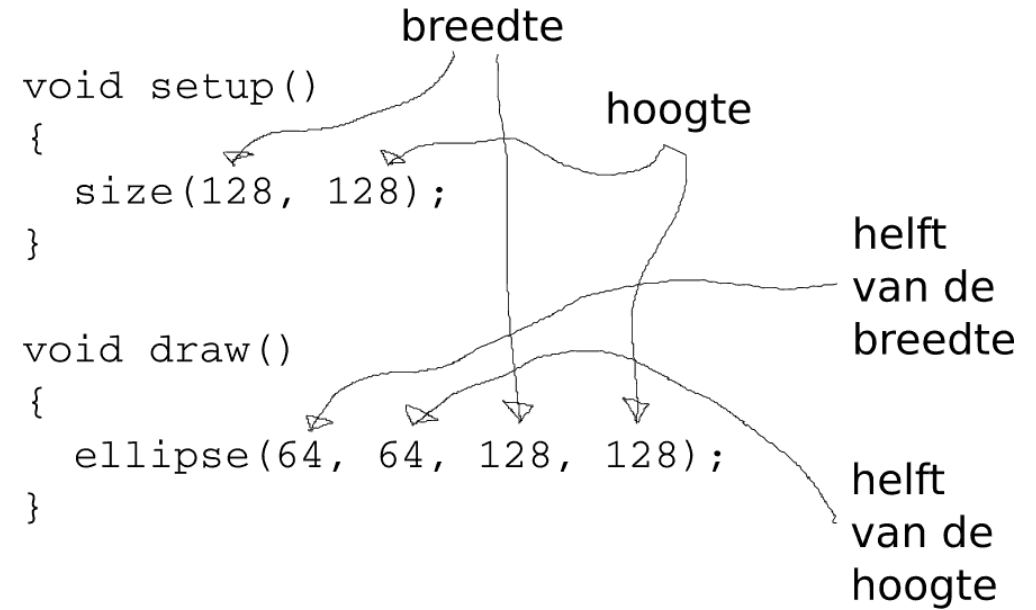 breedte
void setup()
hoogte
{
size(128, 128);
}
helft
van de
breedte
void draw()
{
ellipse(64, 64, 128, 128);
}
helft
van de
hoogte